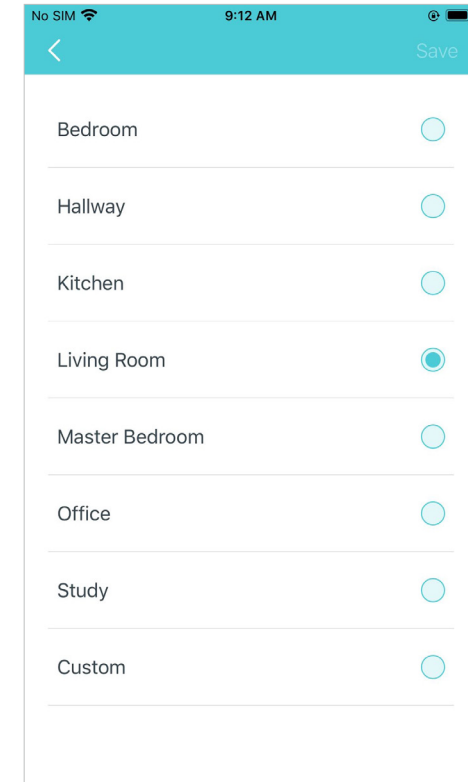 No SIM 9:12 AM
Save
Bedroom
Hallway
Kitchen
Living Room
Master Bedroom
Office
Study
Custom